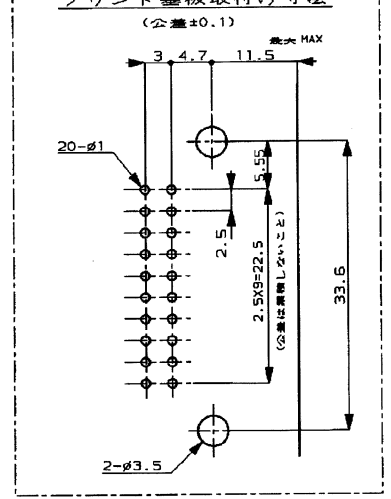 プリント基板取付け寸法
(公差±0.1)
最大 MAX
3 4.7 11.5
20-ø1
5.55
2.5
2.5X9=22.5
(公差は累積しないこと)
33.6
2-ø3.5